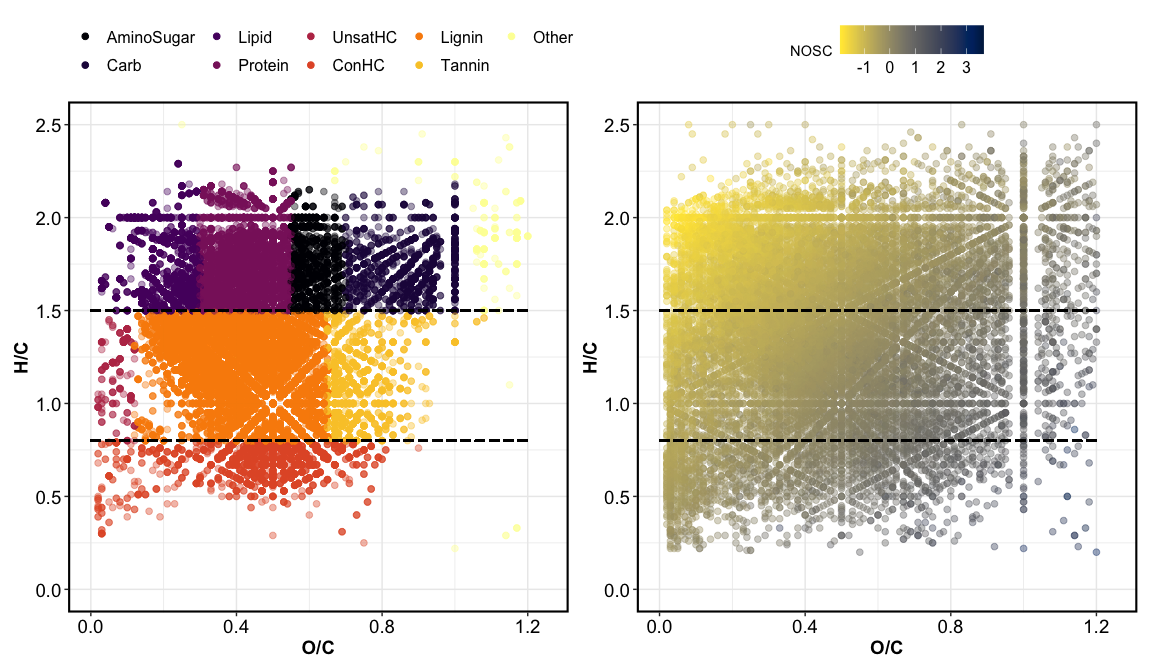 AminoSugar Lipid UnsatHC Lignin Other
Carb Protein ConHC Tannin
NOSC
-1 0 1 2 3
2.5
2.0
1.5
1.0
0.5
0.0
H/C
0.0 0.4 0.8 1.2
O/C
2.5
2.0
1.5
1.0
0.5
0.0
H/C
0.0 0.4 0.8 1.2
O/C